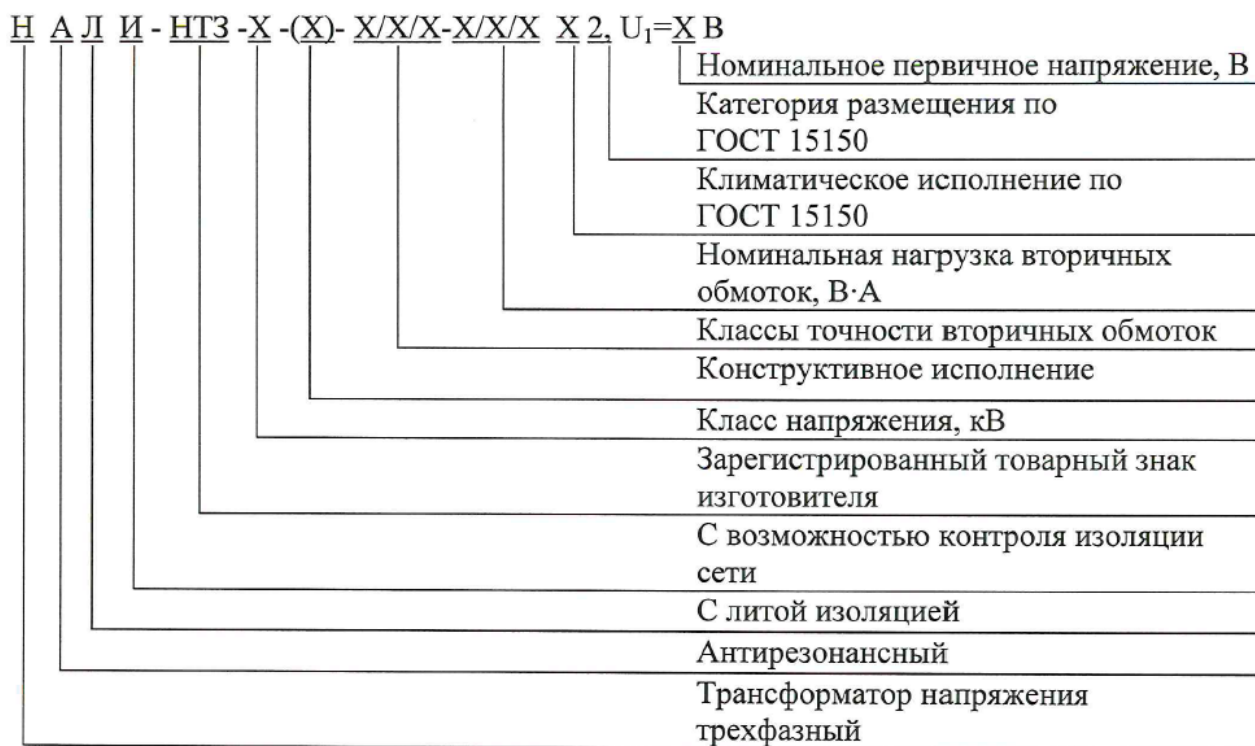 Н А Л И - НТЗ -Х -(Х)- Х/Х/Х-Х/Х/Х Х 2, U₁=Х В
Номинальное первичное напряжение, В
Категория размещения по
ГОСТ 15150
Климатическое исполнение по
ГОСТ 15150
Номинальная нагрузка вторичных
обмоток, В·А
Классы точности вторичных обмоток
Конструктивное исполнение
Класс напряжения, кВ
Зарегистрированный товарный знак
изготовителя
С возможностью контроля изоляции
сети
С литой изоляцией
Антирезонансный
Трансформатор напряжения
трехфазный